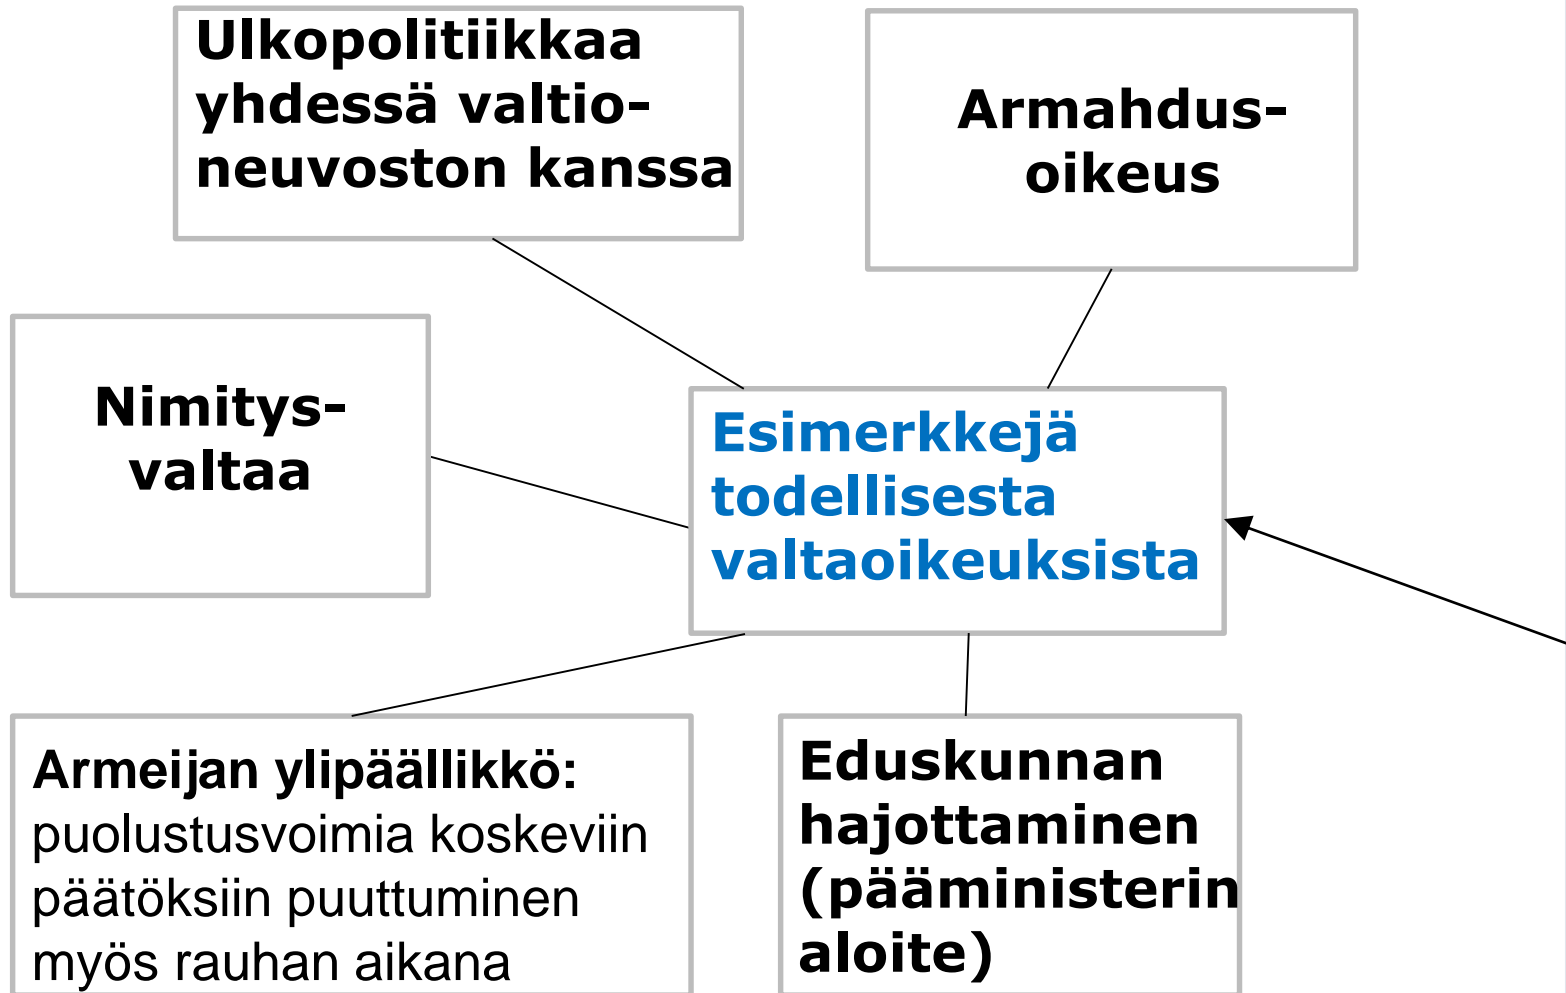 Ulkopolitiikkaa
yhdessä valtio-
neuvoston kanssa
Armahdus-
oikeus
Nimitys-
valtaa
Esimerkkejä
todellisesta
valtaoikeuksista
Armeijan ylipäällikkö:
puolustusvoimia koskeviin
päätöksiin puuttuminen
myös rauhan aikana
Eduskunnan
hajottaminen
(pääministerin
aloite)